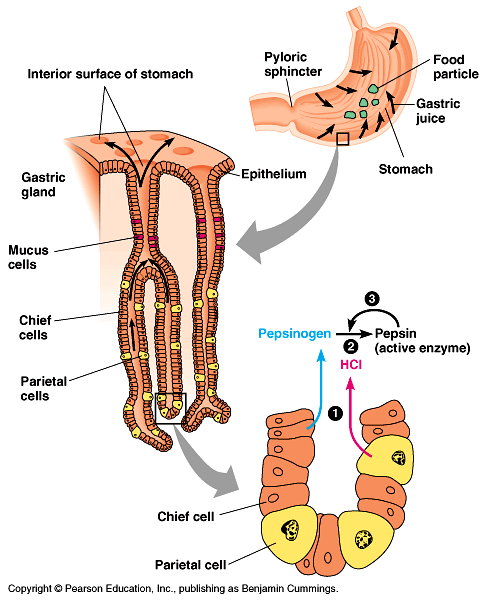 Interior surface of stomach
Pyloric
sphincter
Food
particle
Gastric
juice
Stomach
Gastric
gland
Epithelium
Mucus
cells
Chief
cells
Parietal
cells
3
Pepsinogen
Pepsin
(active enzyme)
2
HCl
1
Chief cell
Parietal cell
Copyright © Pearson Education, Inc., publishing as Benjamin Cummings.